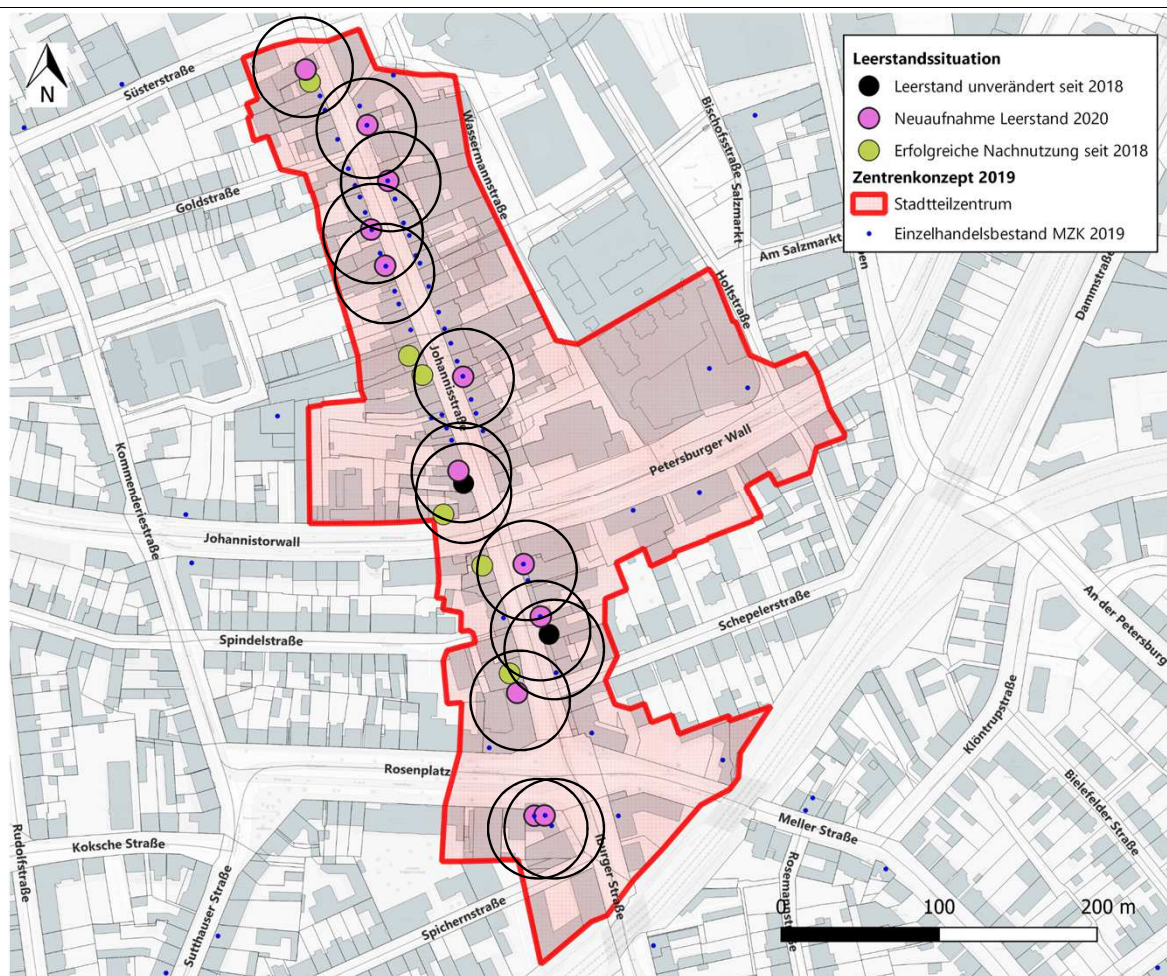 N
Leerstandssituation
Leerstand unverändert seit 2018
Neuaufnahme Leerstand 2020
Erfolgreiche Nachnutzung seit 2018
Zentrenkonzept 2019
Stadtteilzentrum
Einzelhandelsbestand MZK 2019
Süsterstraße
Wassermannstraße
Bischofsstraße
Salzmarkt
Goldstraße
Am Salzmarkt
Holtstraße
Dammstraße
Johannisstraße
Kommenderiestraße
Petersburger Wall
Johannistorwall
Spindelstraße
Schepelerstraße
An der Petersburg
Klöntrupstraße
Rosenplatz
Bielefelder Straße
Meller Straße
Rudolfstraße
Koksche Straße
Iburger Straße
Sutthauser Straße
Spichernstraße
0
100
200 m